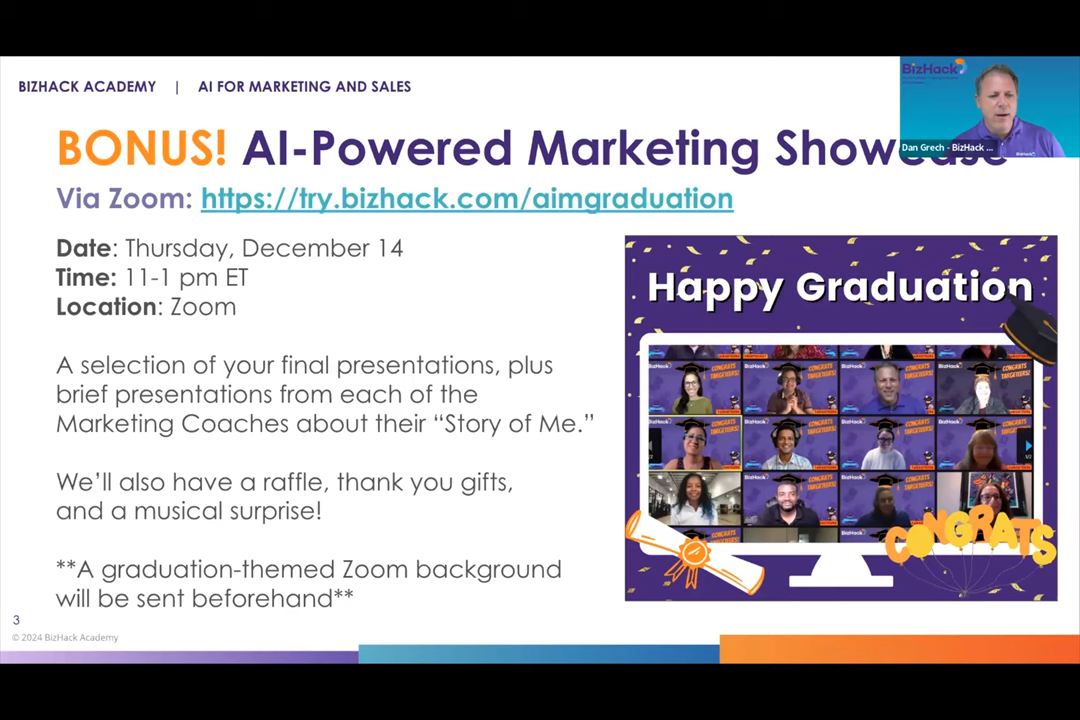 BIZHACK ACADEMY | AI FOR MARKETING AND SALES
BizHack
BONUS! AI-Powered Marketing Showcase
Dan Grech - BizHack ...
Via Zoom: https://try.bizhack.com/aimgraduation
Date: Thursday, December 14
Time: 11-1 pm ET
Location: Zoom
A selection of your final presentations, plus
brief presentations from each of the
Marketing Coaches about their “Story of Me.”
We’ll also have a raffle, thank you gifts,
and a musical surprise!
**A graduation-themed Zoom background
will be sent beforehand**
Happy Graduation
CONGRATS
3
© 2024 BizHack Academy